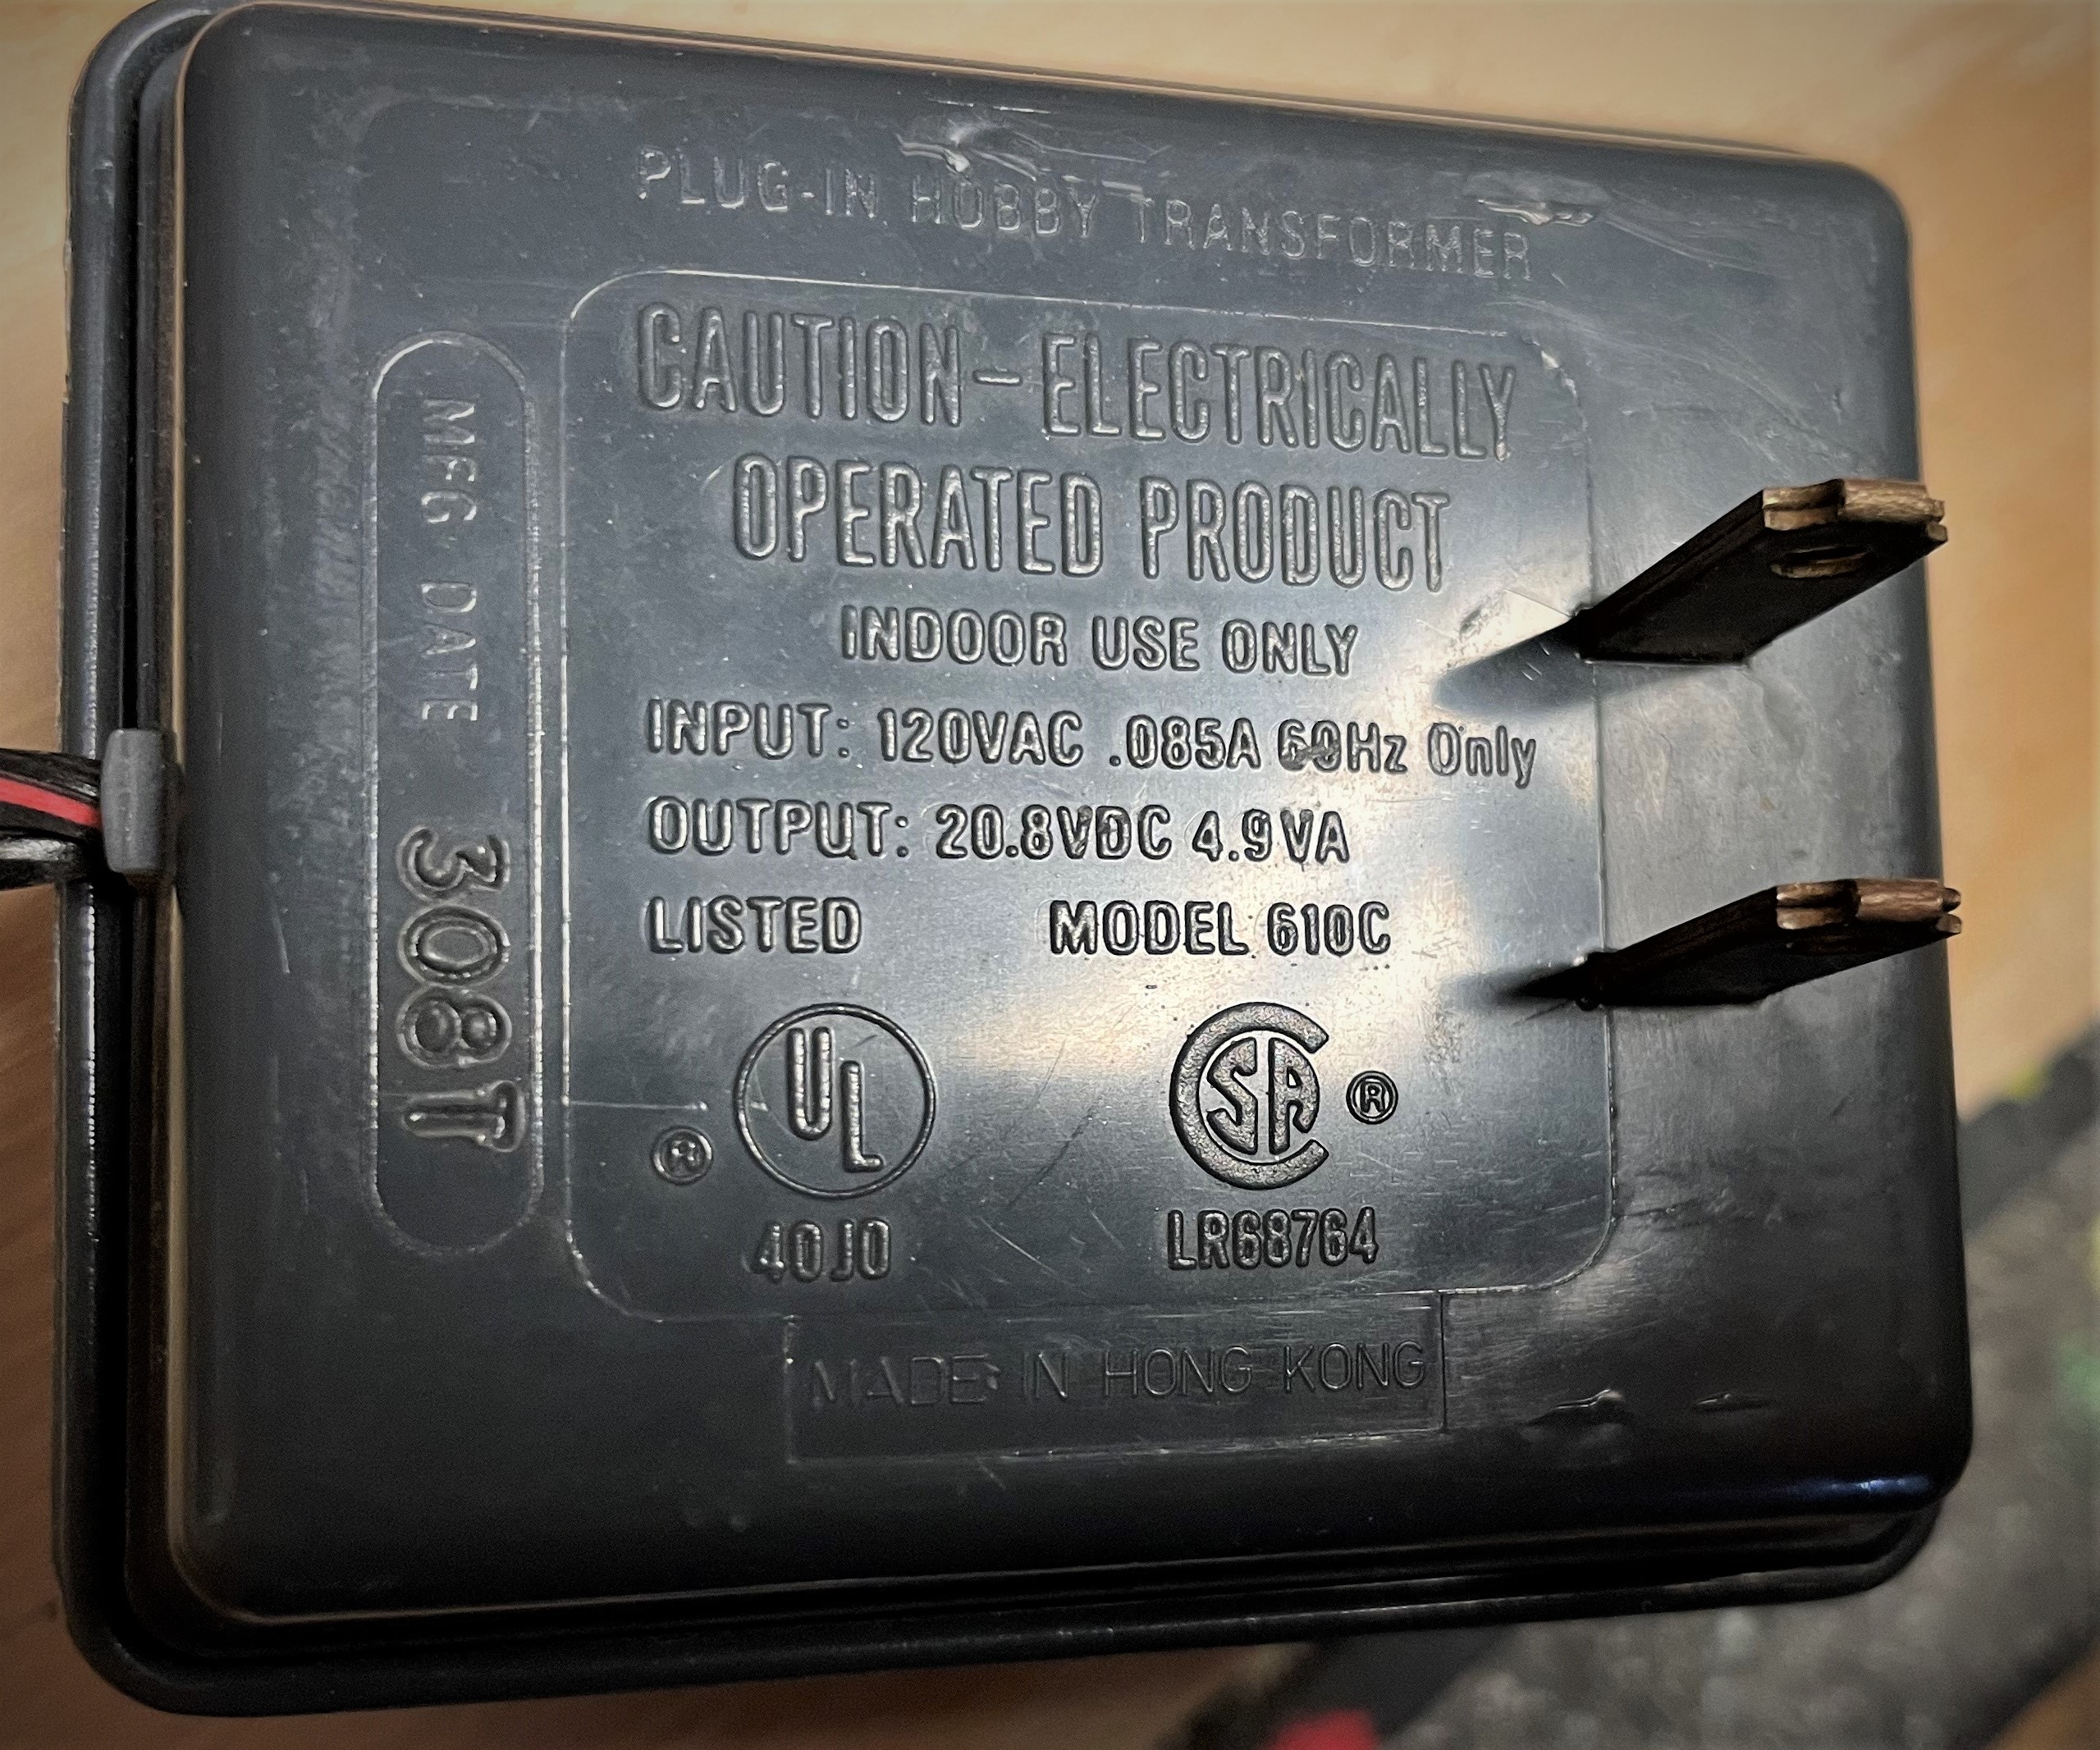 PLUG-IN HOBBY TRANSFORMER
CAUTION-ELECTRICALLY
OPERATED PRODUCT
INDOOR USE ONLY
INPUT: 120VAC .085A 60Hz Only
OUTPUT: 20.8VDC 4.9VA
LISTED MODEL 610C
® UL CSA ®
40J0 LR68764
MADE IN HONG KONG
MFG. DATE 308T